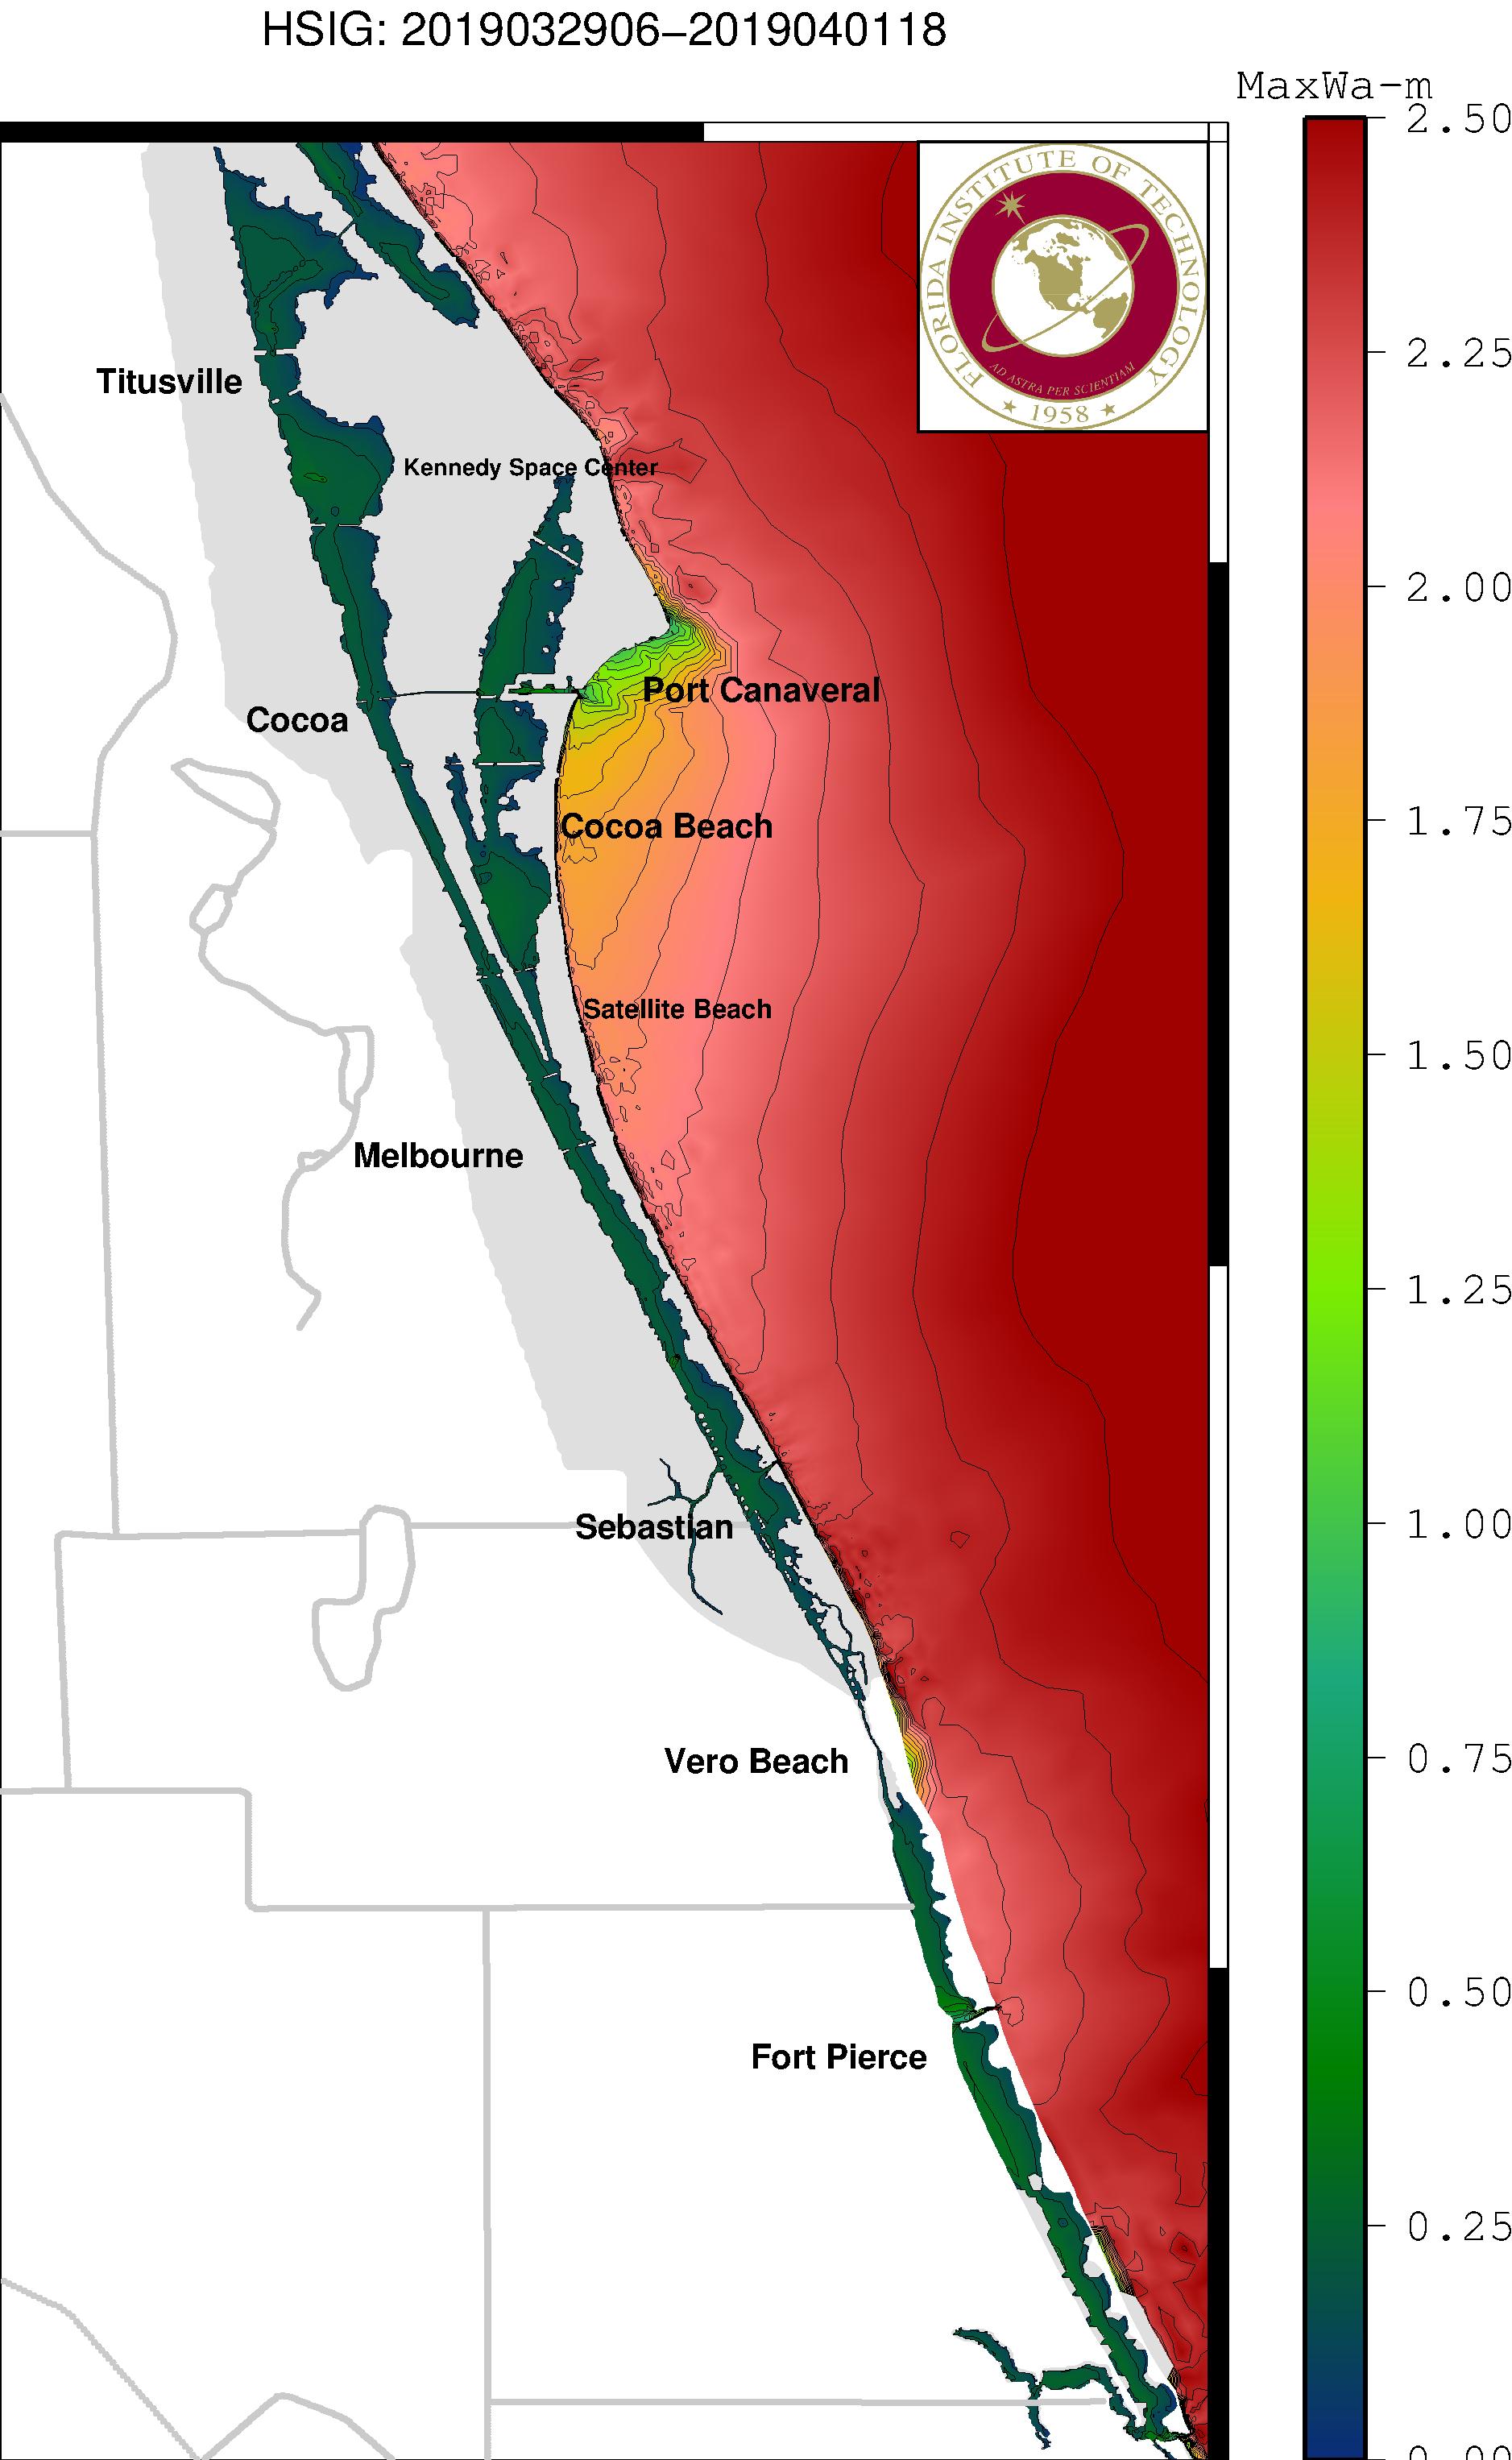 HSIG: 2019032906−2019040118
MaxWa-m
2.50
FLORIDA INSTITUTE OF TECHNOLOGY
AD ASTRA PER SCIENTIAM
★ 1958 ★
2.25
Titusville
Kennedy Space Center
2.00
Port Canaveral
Cocoa
1.75
Cocoa Beach
Satellite Beach
1.50
Melbourne
1.25
1.00
Sebastian
Vero Beach
0.75
0.50
Fort Pierce
0.25
0.00